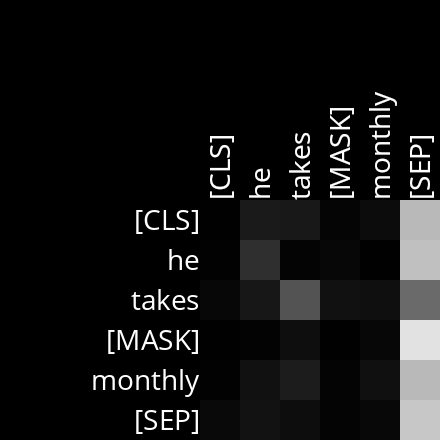 [CLS]
he
takes
[MASK]
monthly
[SEP]
[CLS]
he
takes
[MASK]
monthly
[SEP]